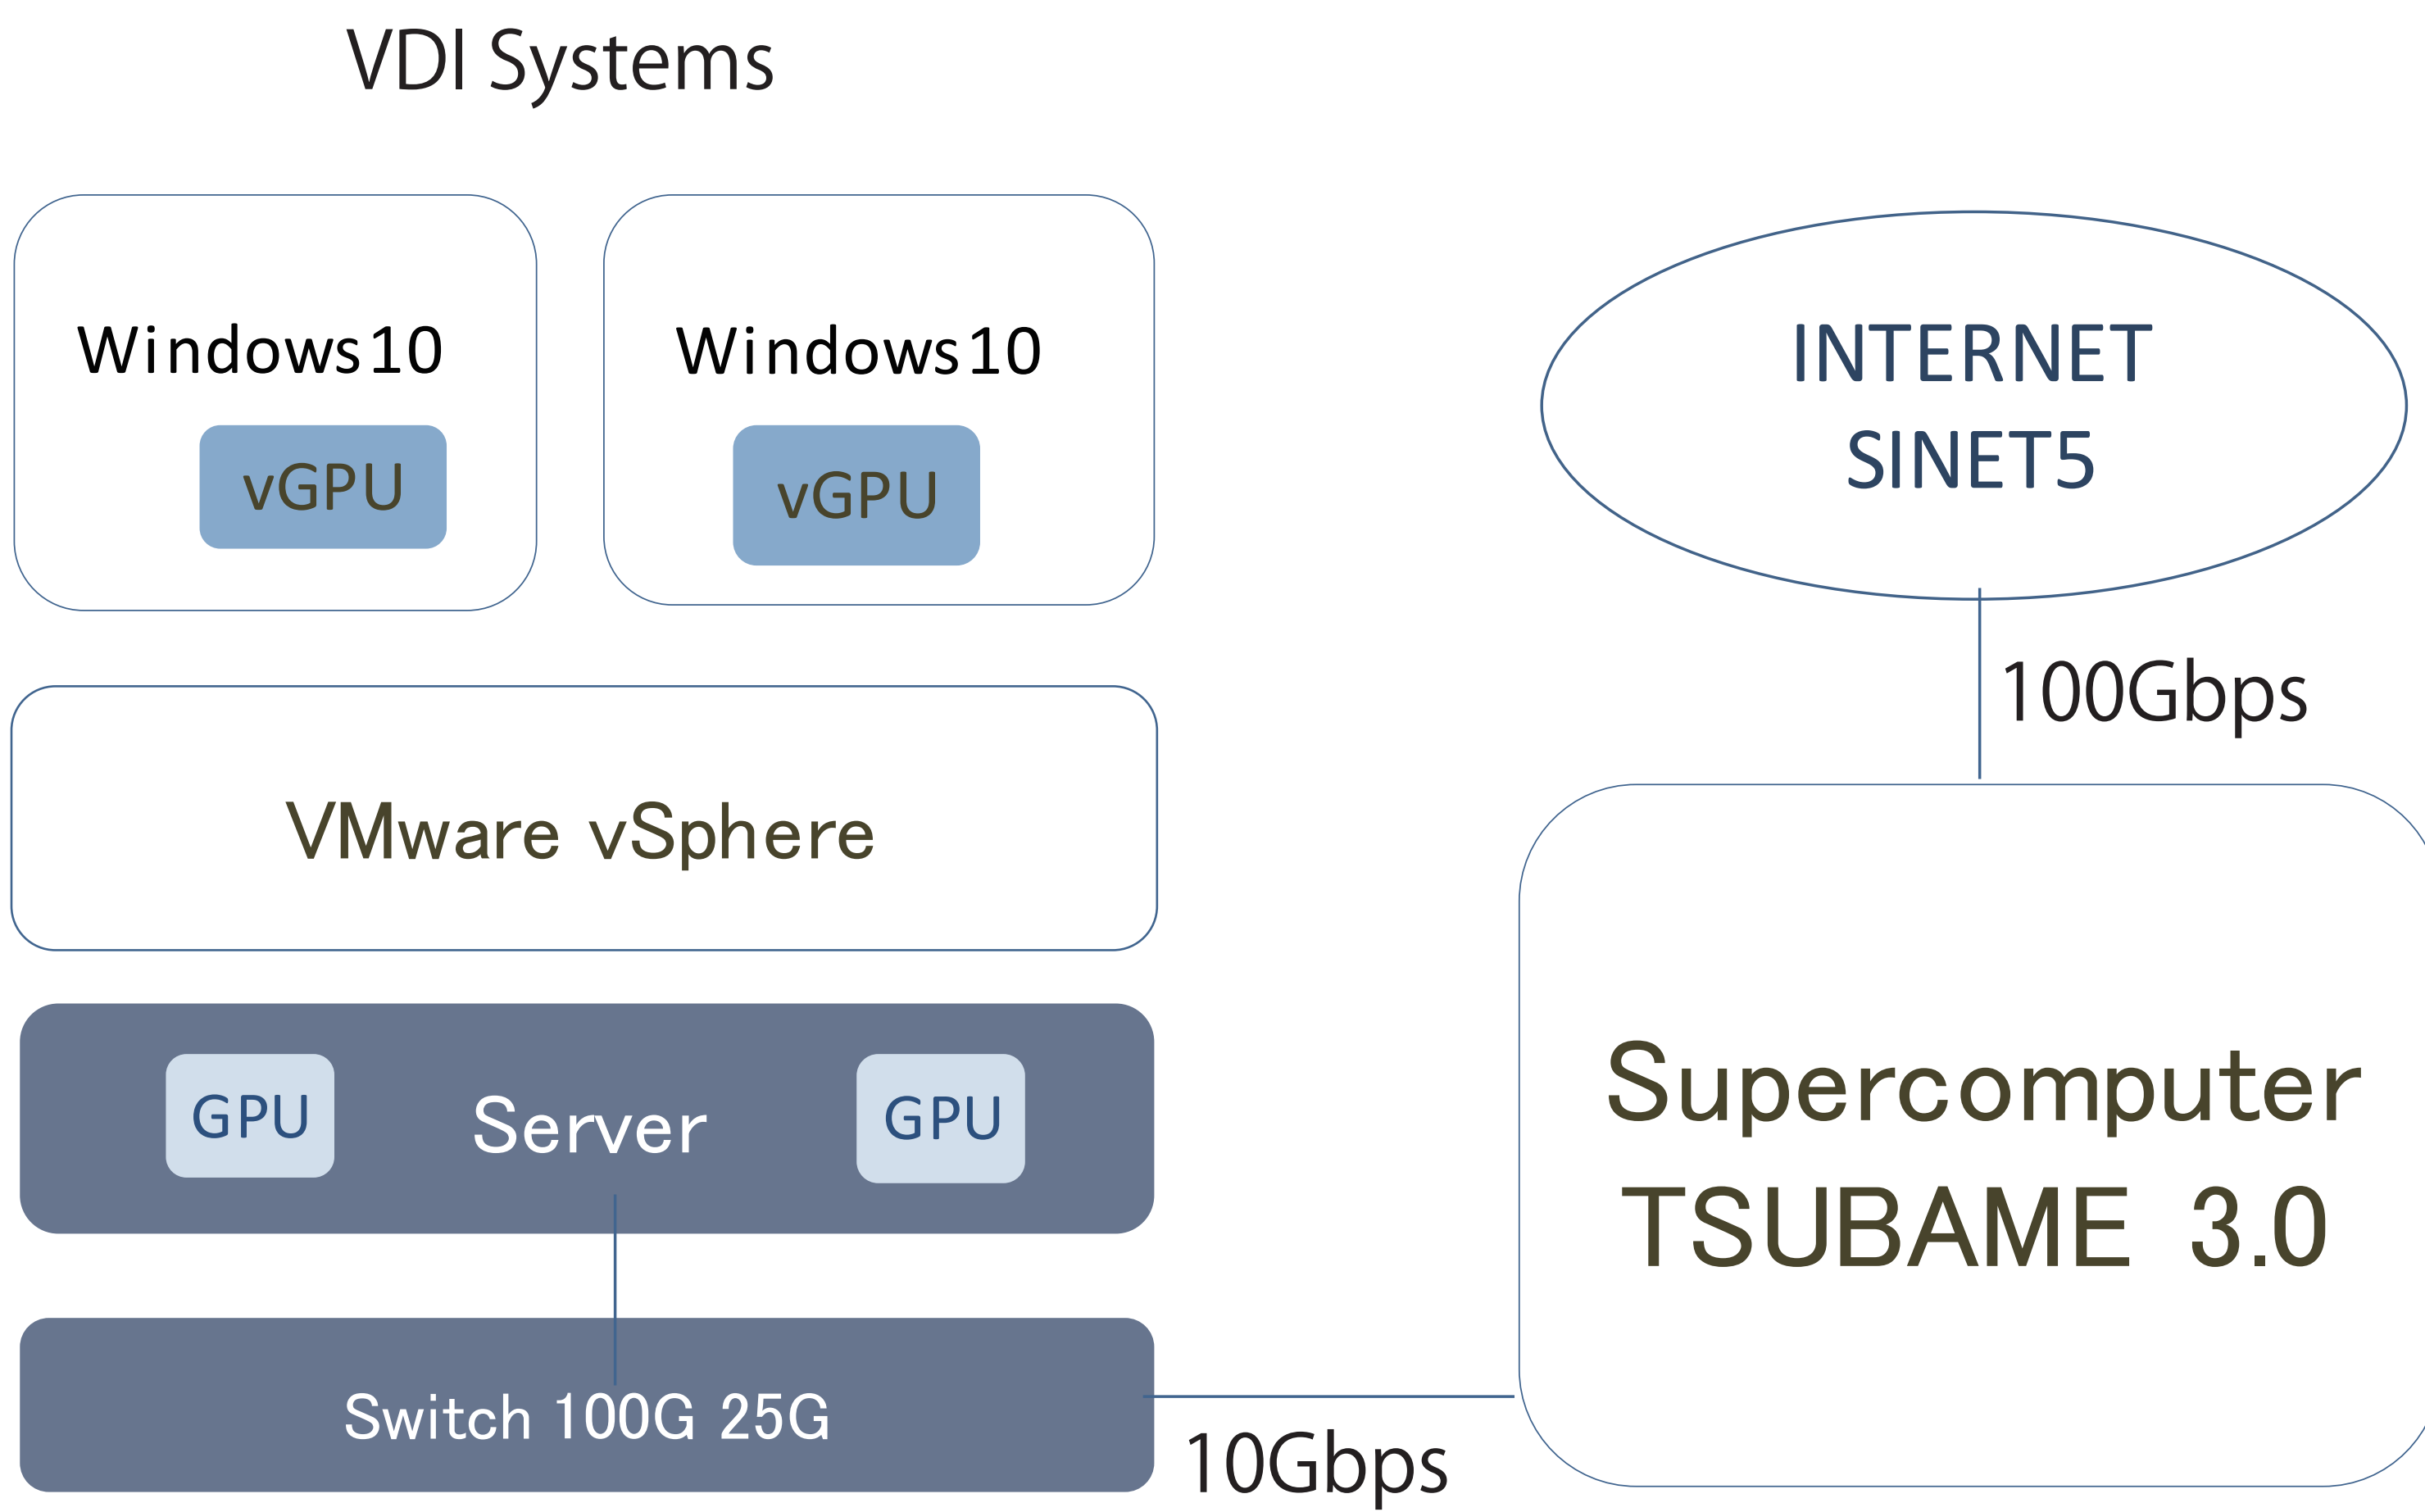 VDI Systems
Windows10
vGPU
Windows10
vGPU
VMware vSphere
GPU
Server
GPU
Switch 100G 25G
10Gbps
INTERNET
SINET5
100Gbps
Supercomputer
TSUBAME 3.0